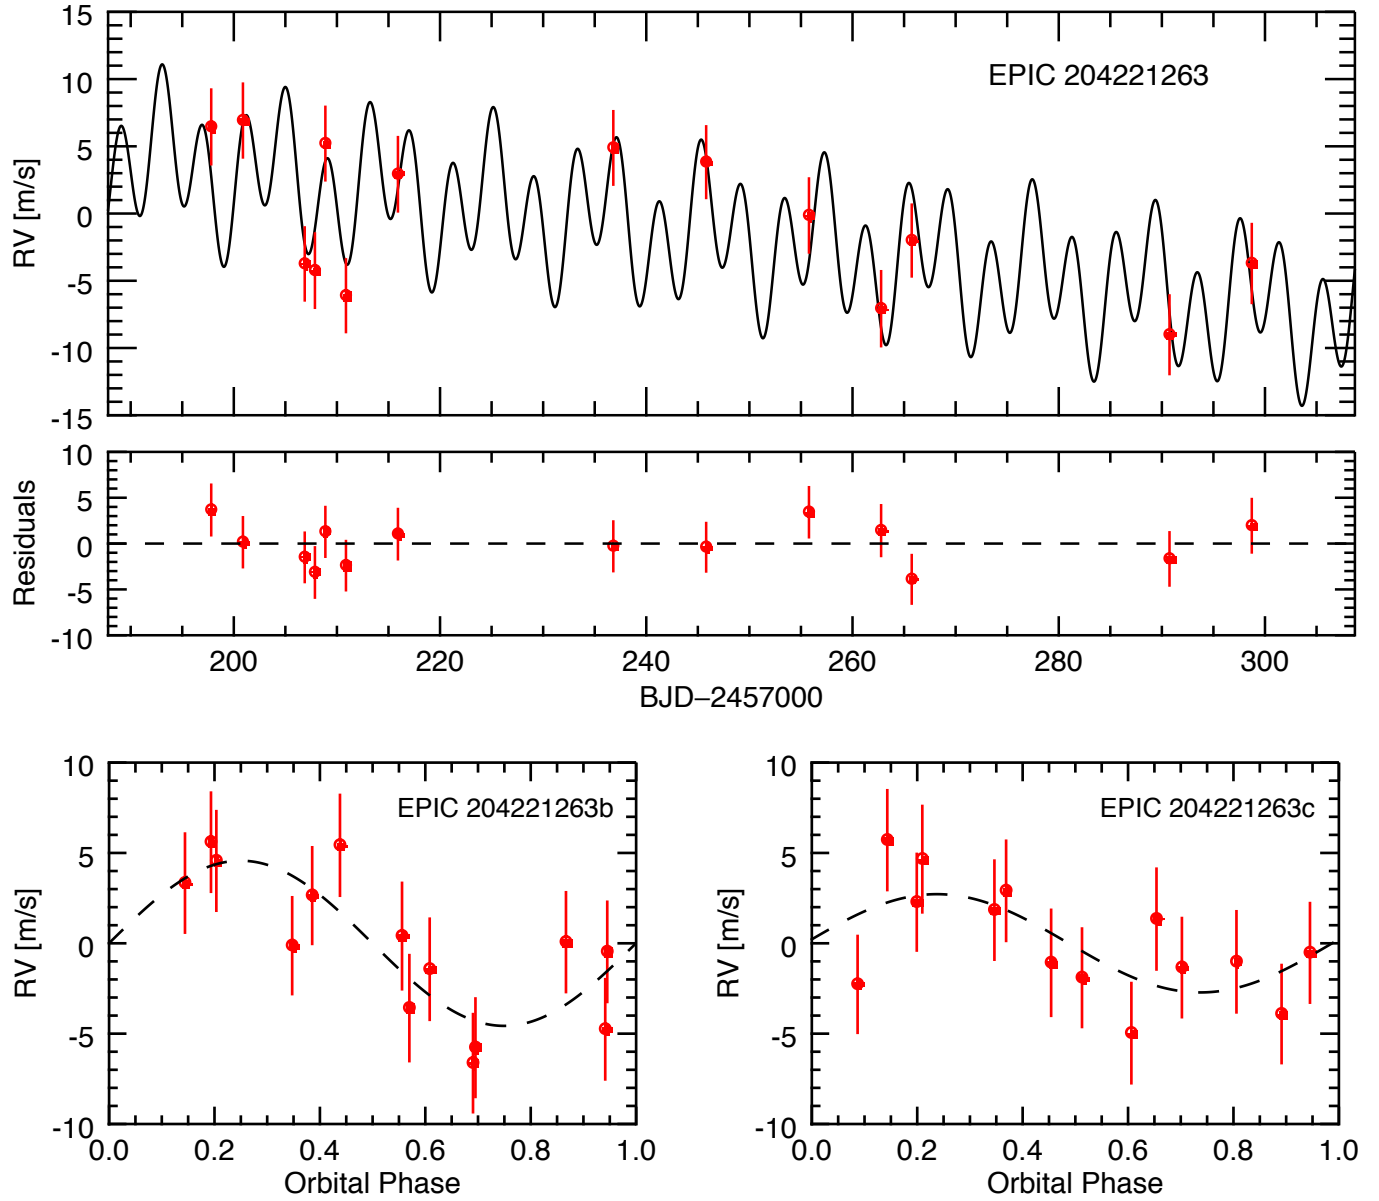 15
10
5
0
-5
-10
-15
RV [m/s]
EPIC 204221263
10
5
0
-5
-10
Residuals
200 220 240 260 280 300
BJD−2457000
10
5
0
-5
-10
RV [m/s]
EPIC 204221263b
0.0 0.2 0.4 0.6 0.8 1.0
Orbital Phase
10
5
0
-5
-10
RV [m/s]
EPIC 204221263c
0.0 0.2 0.4 0.6 0.8 1.0
Orbital Phase